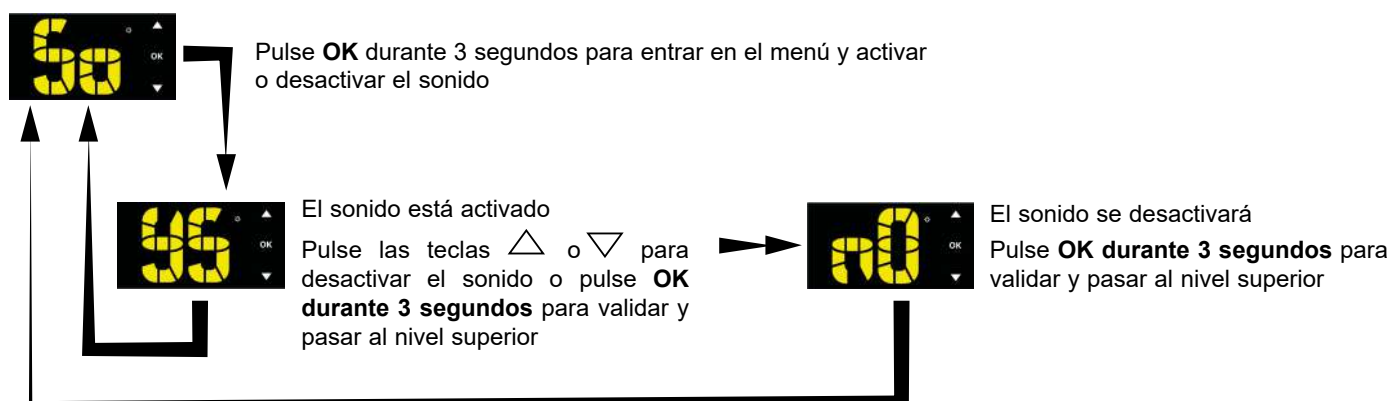 So
OK
Pulse OK durante 3 segundos para entrar en el menú y activar
o desactivar el sonido
YS
OK
El sonido está activado
Pulse las teclas △ o ▽ para
desactivar el sonido o pulse OK
durante 3 segundos para validar y
pasar al nivel superior
nO
OK
El sonido se desactivará
Pulse OK durante 3 segundos para
validar y pasar al nivel superior